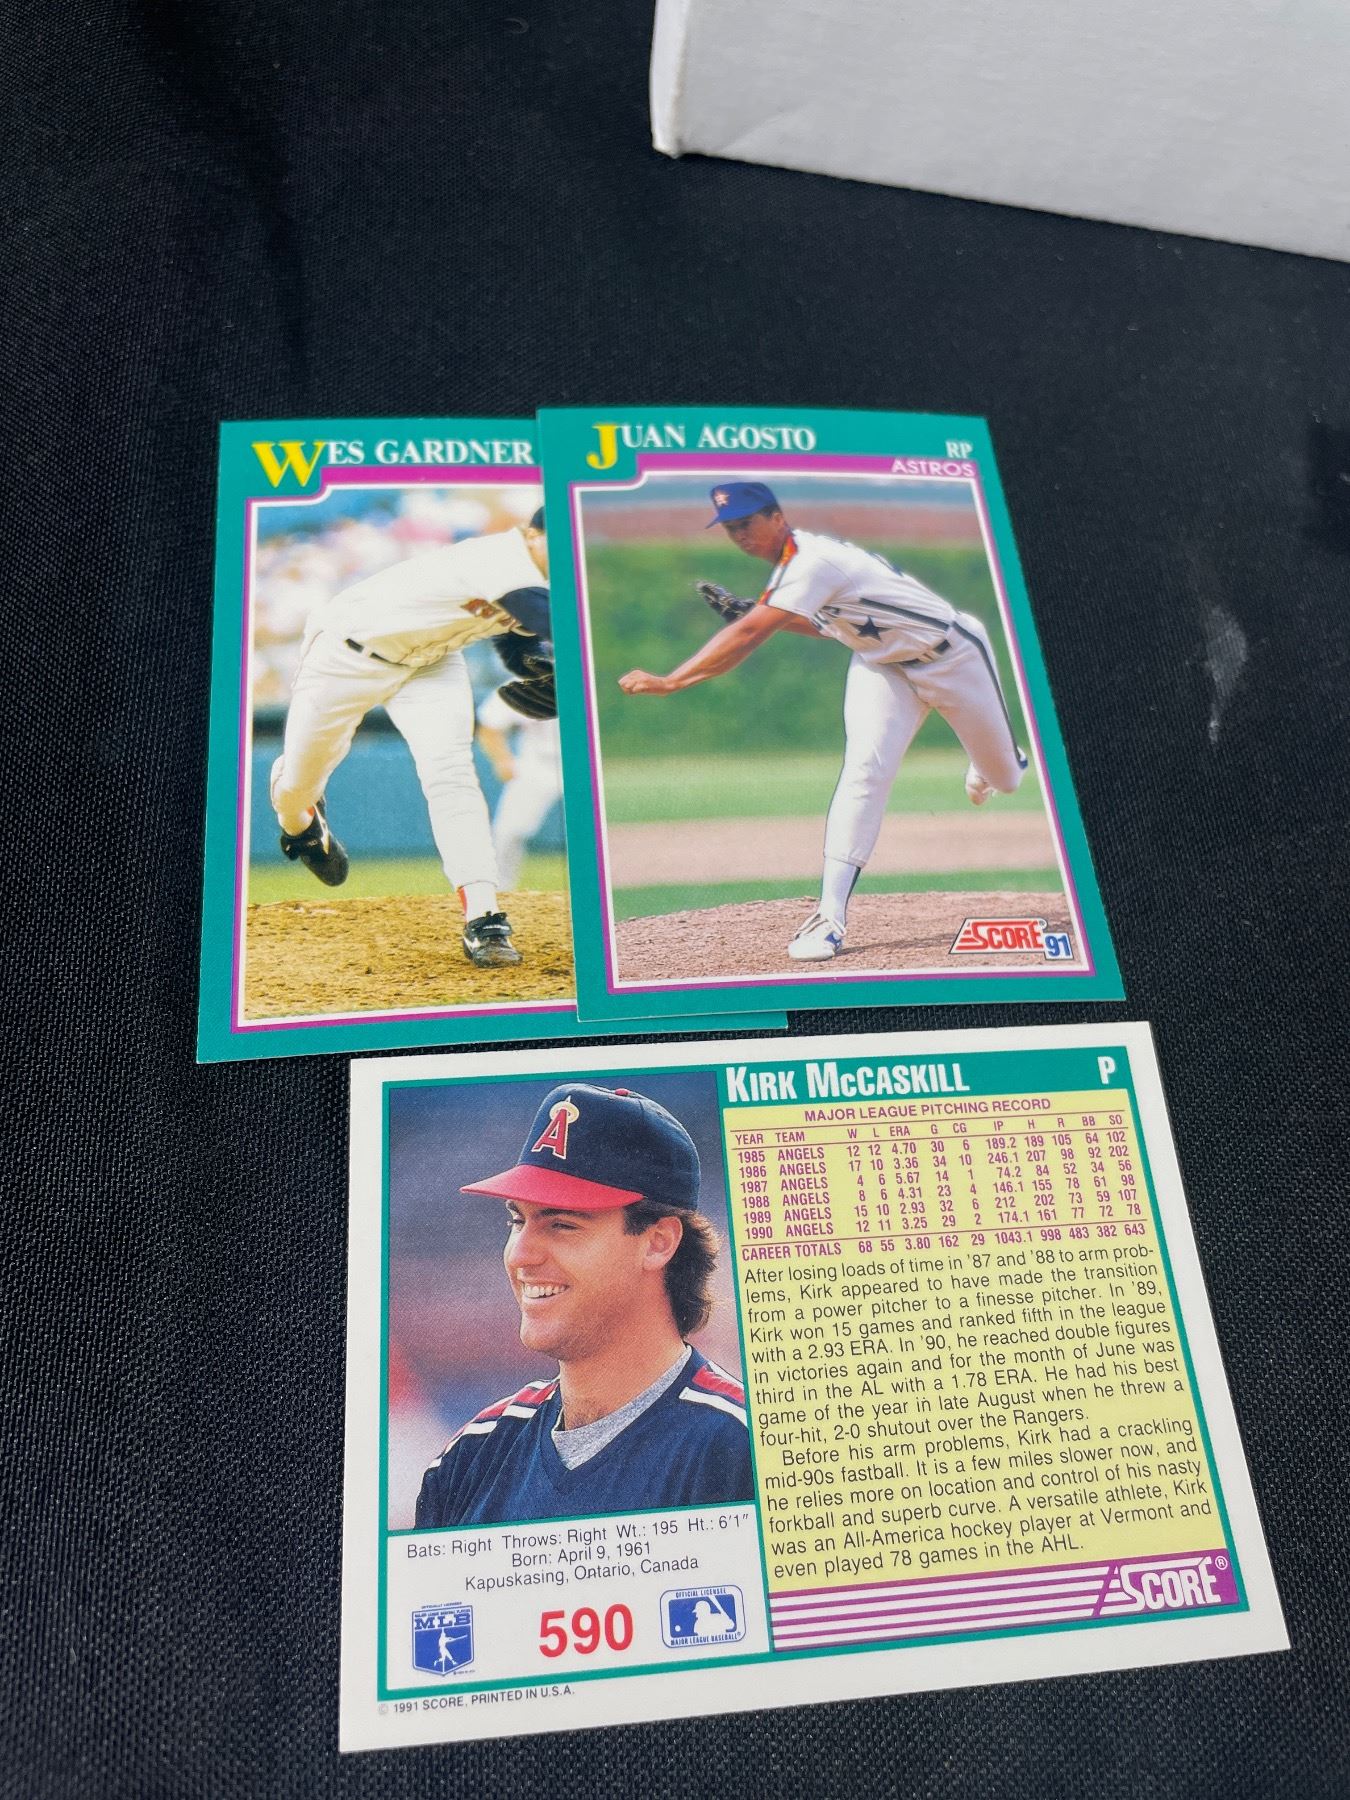 WES GARDNER
JUAN AGOSTO
RP
ASTROS
SCORE 91
KIRK McCASKILL P
MAJOR LEAGUE PITCHING RECORD
YEAR TEAM W L ERA G CG IP H R BB SO
1985 ANGELS 12 12 4.70 30 6 189.2 189 105 64 102
1986 ANGELS 17 10 3.36 34 10 246.1 207 98 92 202
1987 ANGELS 4 6 5.67 14 1 74.2 84 52 34 56
1988 ANGELS 8 6 4.31 23 4 146.1 155 78 61 98
1989 ANGELS 15 10 2.93 32 6 212 202 73 59 107
1990 ANGELS 12 11 3.25 29 2 174.1 161 77 72 78
CAREER TOTALS 68 55 3.80 162 29 1043.1 998 483 382 643
After losing loads of time in '87 and '88 to arm prob-
lems, Kirk appeared to have made the transition
from a power pitcher to a finesse pitcher. In '89,
Kirk won 15 games and ranked fifth in the league
with a 2.93 ERA. In '90, he reached double figures
in victories again and for the month of June was
third in the AL with a 1.78 ERA. He had his best
game of the year in late August when he threw a
four-hit, 2-0 shutout over the Rangers.
Before his arm problems, Kirk had a crackling
mid-90s fastball. It is a few miles slower now, and
he relies more on location and control of his nasty
forkball and superb curve. A versatile athlete, Kirk
was an All-America hockey player at Vermont and
even played 78 games in the AHL.
SCORE®
A
Bats: Right Throws: Right Wt.: 195 Ht.: 6'1"
Born: April 9, 1961
Kapuskasing, Ontario, Canada
MLB
590
OFFICIAL LICENSEE
MAJOR LEAGUE BASEBALL
© 1991 SCORE, PRINTED IN U.S.A.